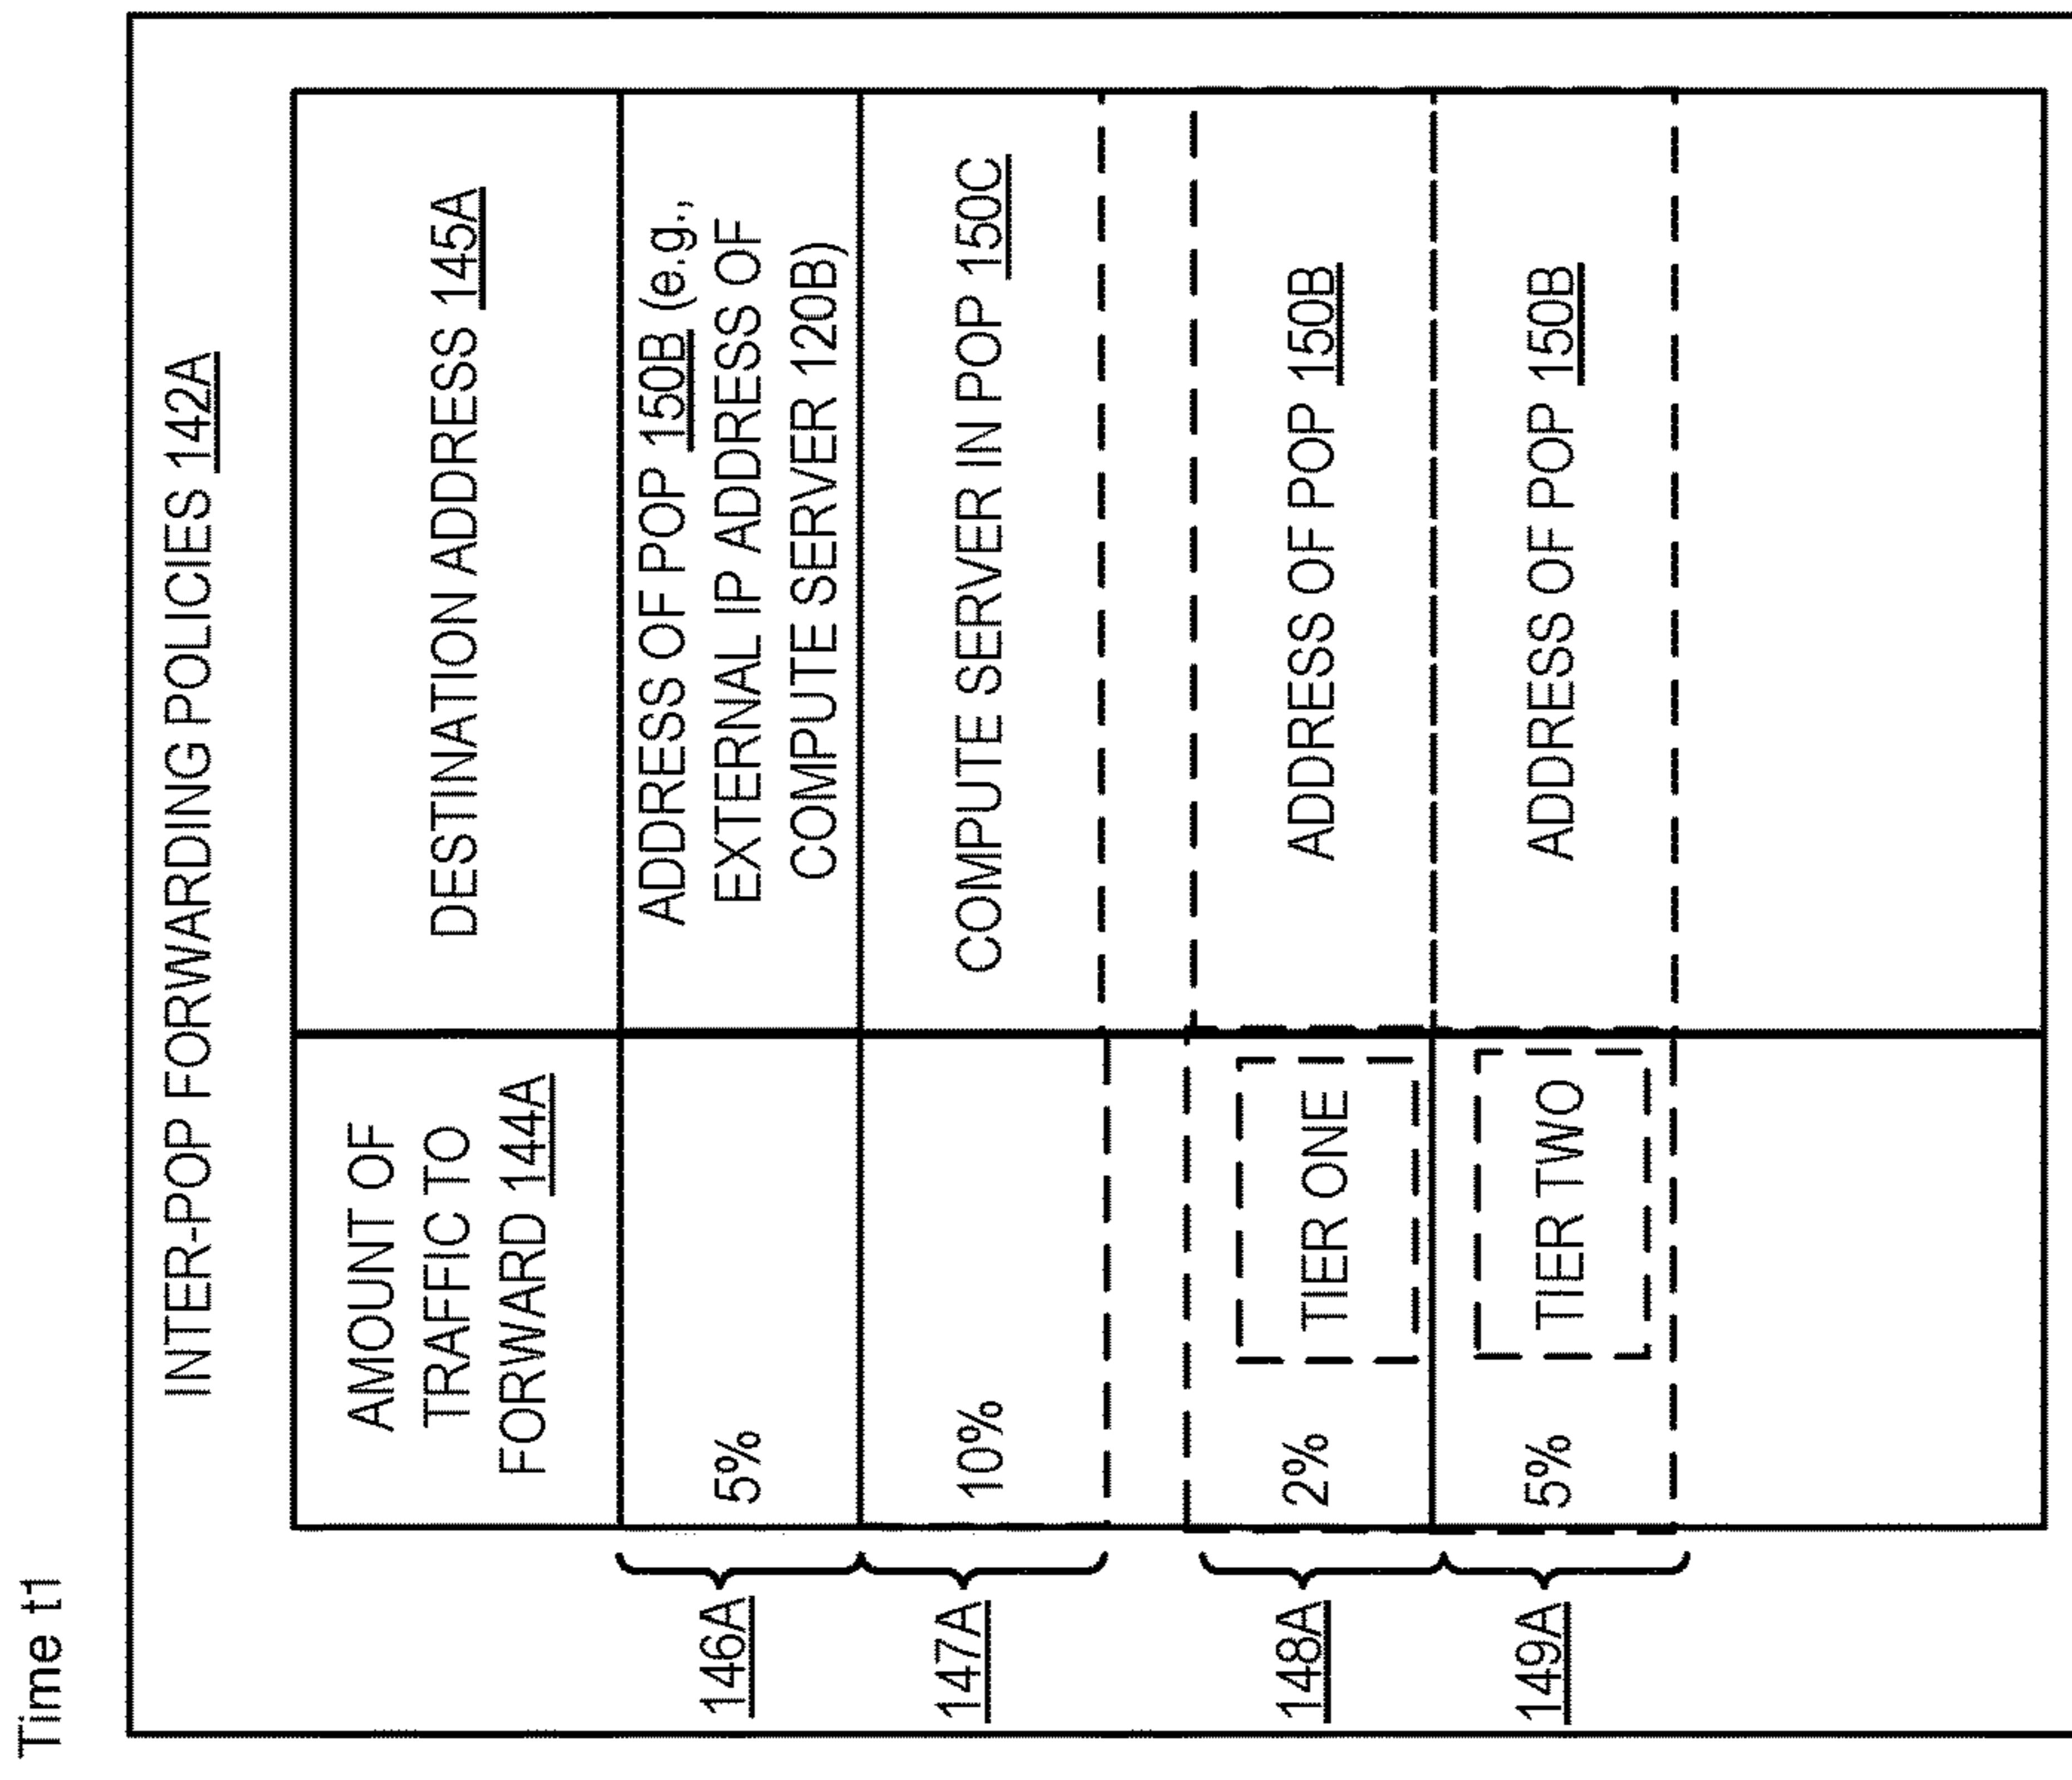 Time t1
INTER-POP FORWARDING POLICIES 142A
AMOUNT OF
TRAFFIC TO
FORWARD 144A
DESTINATION ADDRESS 145A
146A
5%
ADDRESS OF POP 150B (e.g.,
EXTERNAL IP ADDRESS OF
COMPUTE SERVER 120B)
147A
10%
COMPUTE SERVER IN POP 150C
148A
2%
TIER ONE
ADDRESS OF POP 150B
149A
5%
TIER TWO
ADDRESS OF POP 150B